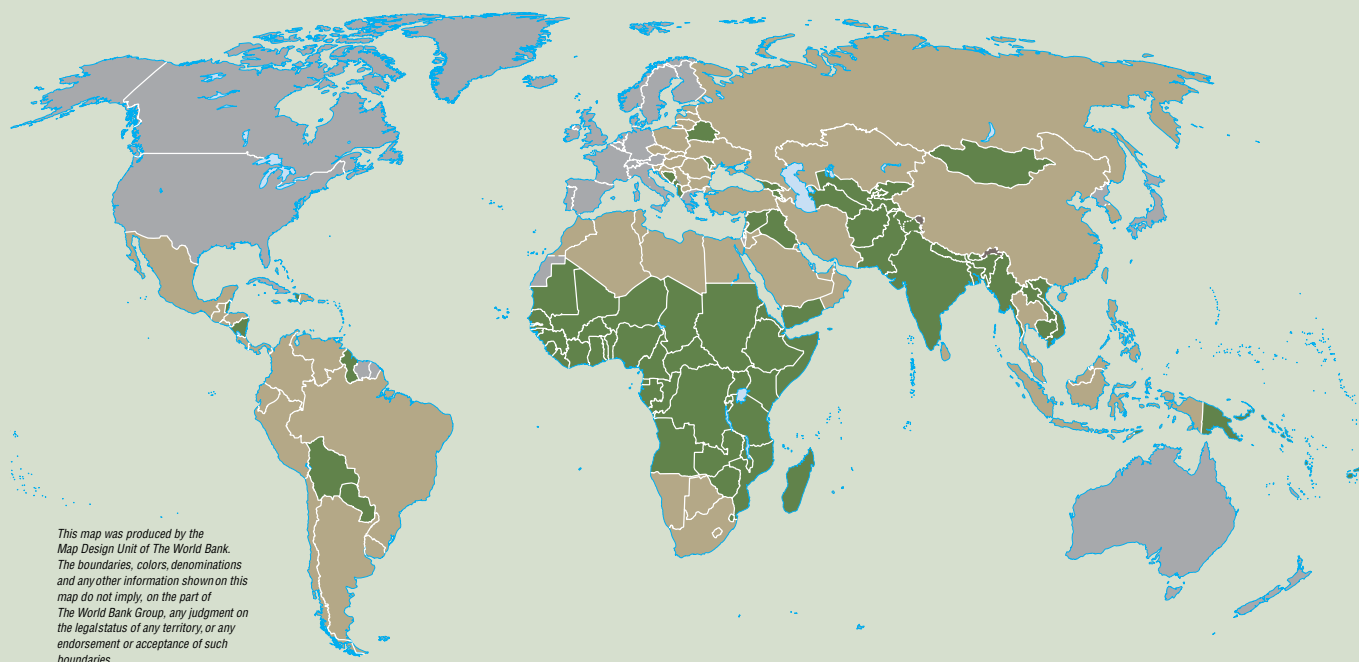 This map was produced by the
Map Design Unit of The World Bank.
The boundaries, colors, denominations
and any other information shown on this
map do not imply, on the part of
The World Bank Group, any judgment on
the legal status of any territory, or any
endorsement or acceptance of such
boundaries.